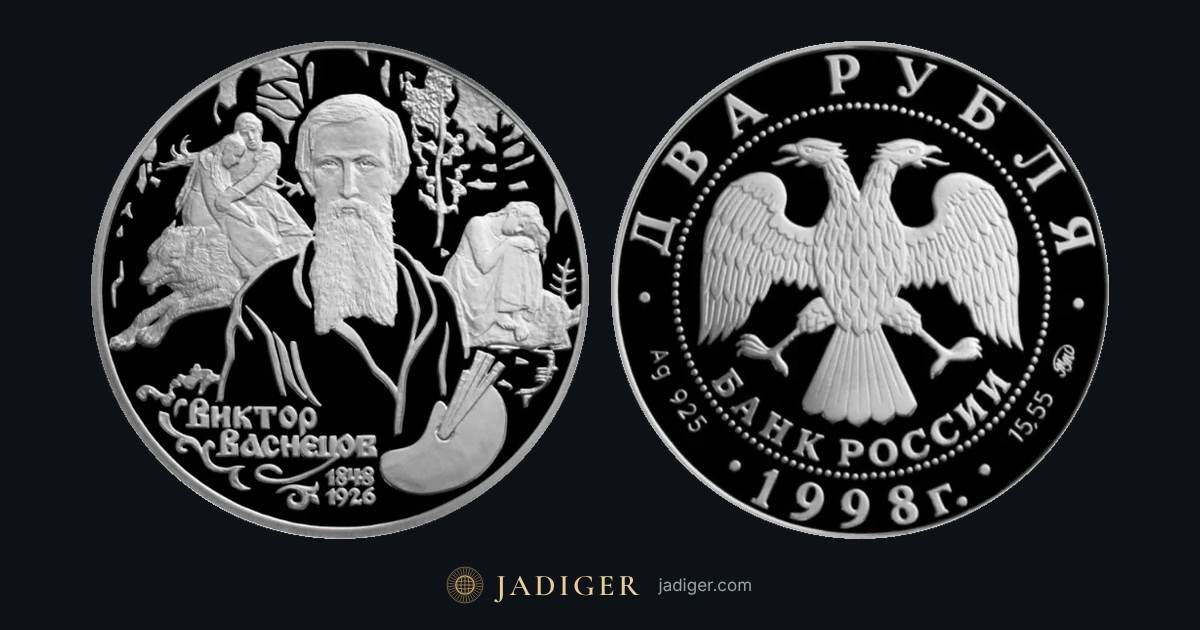 Виктор
Васнецов
1848
1926
ДВА РУБЛЯ
Ag 925
15,55
БАНК РОССИИ
1998г.
JADIGER
jadiger.com